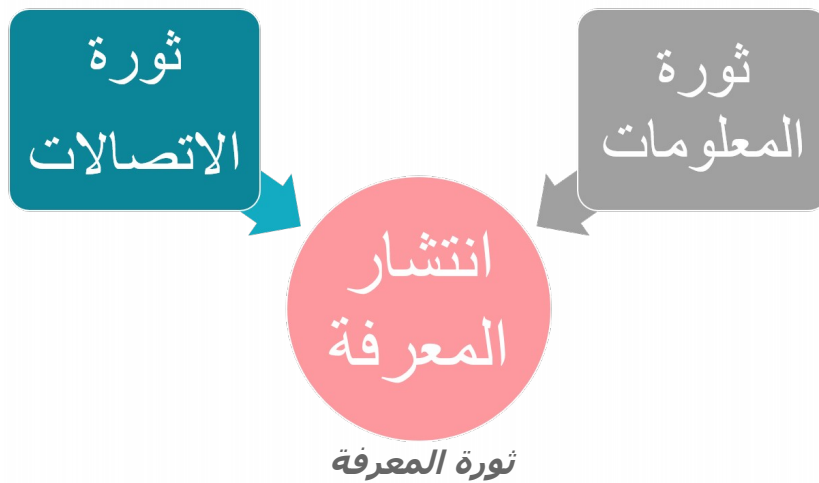 ثورة
المعلومات
ثورة
الاتصالات
انتشار
المعرفة
ثورة المعرفة